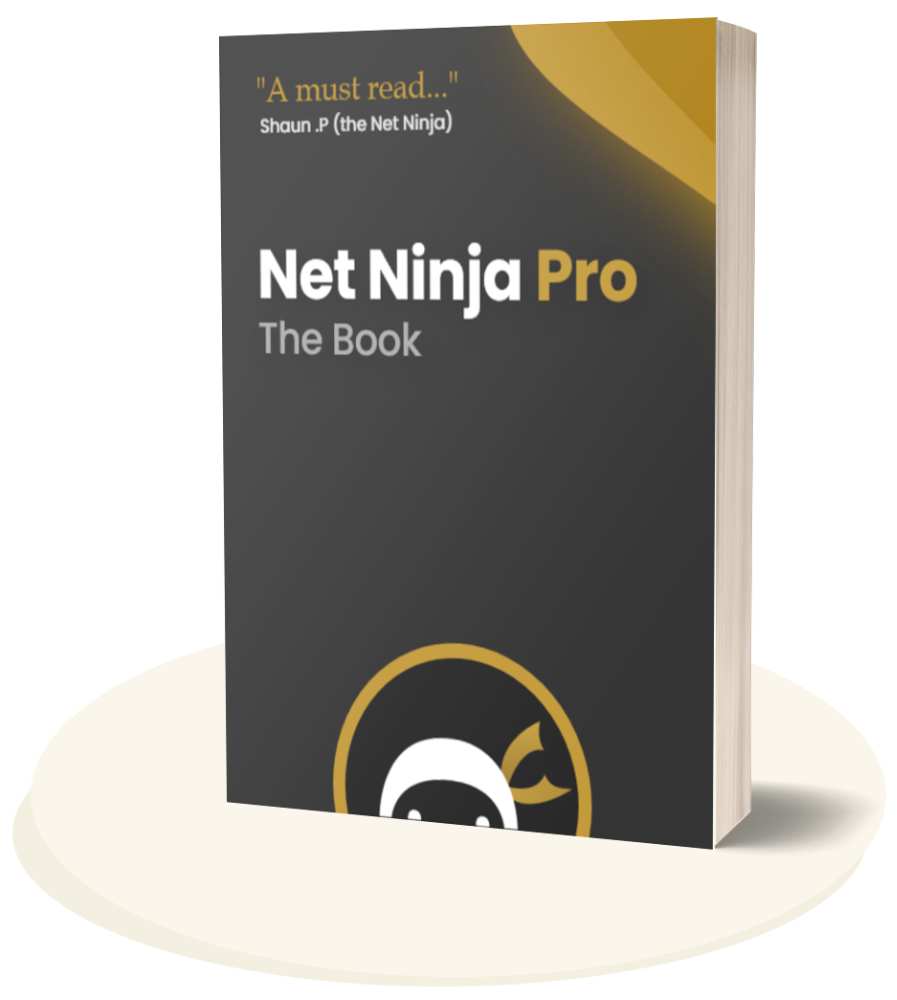 "A must read..."
Shaun .P (the Net Ninja)
Net Ninja Pro
The Book